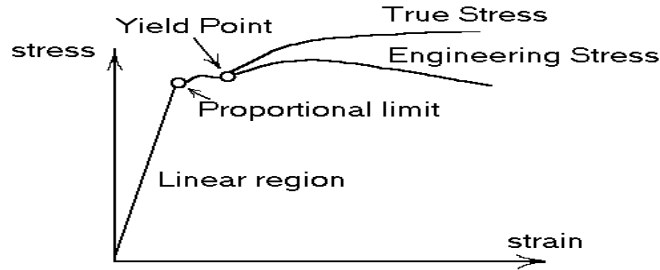 True Stress
Yield Point
stress
Engineering Stress
Proportional limit
Linear region
strain